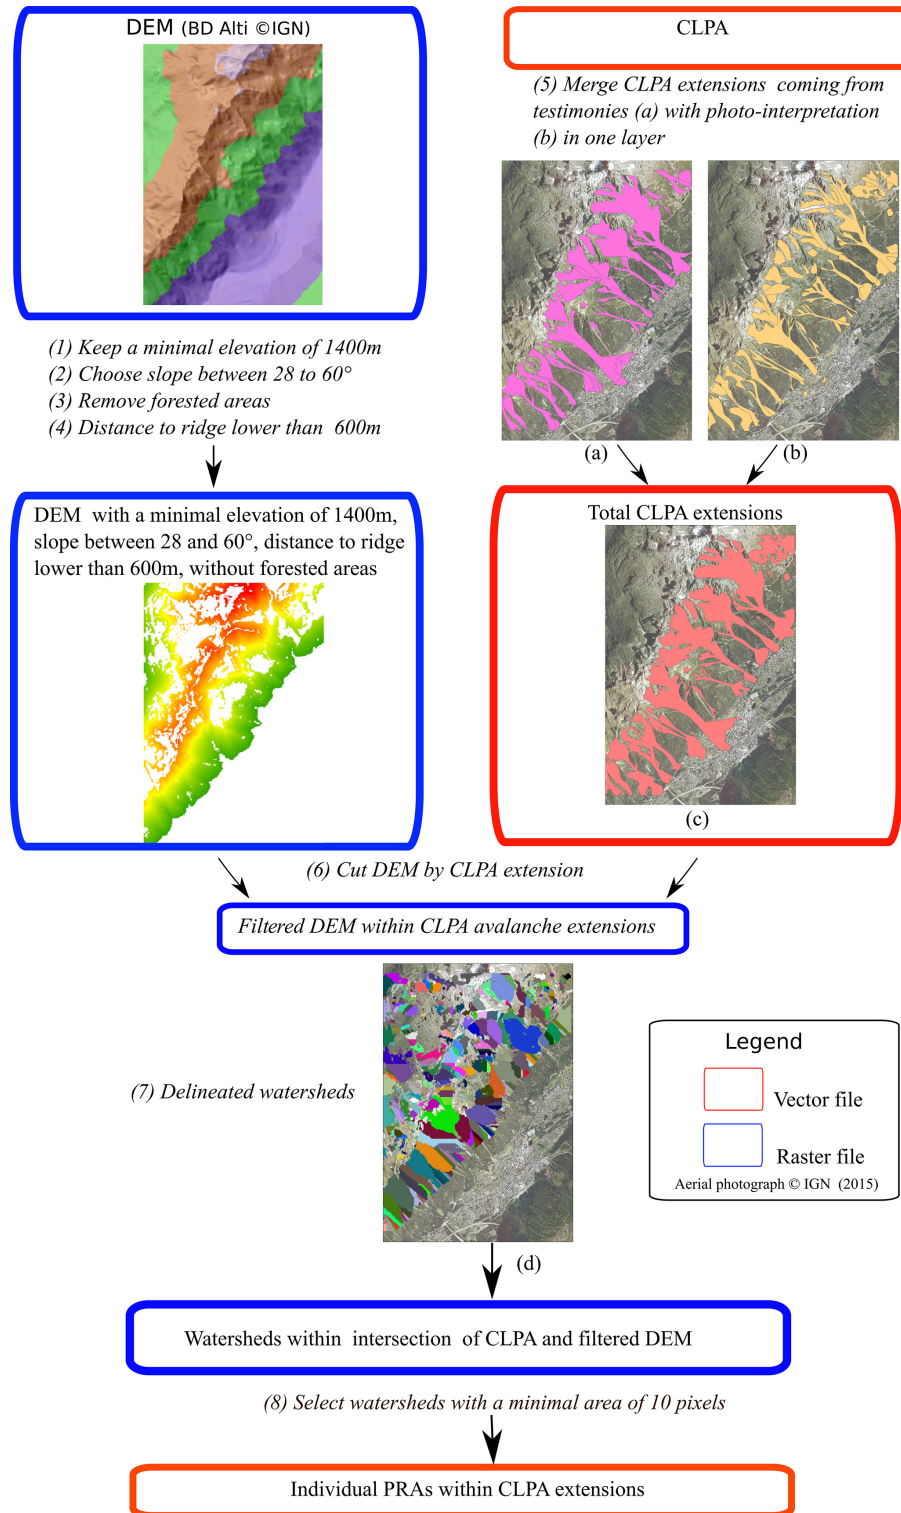 DEM (BD Alti ©IGN)
(1) Keep a minimal elevation of 1400m
(2) Choose slope between 28 to 60°
(3) Remove forested areas
(4) Distance to ridge lower than 600m
DEM with a minimal elevation of 1400m,
slope between 28 and 60°, distance to ridge
lower than 600m, without forested areas
CLPA
(5) Merge CLPA extensions coming from
testimonies (a) with photo-interpretation
(b) in one layer
(a)
(b)
Total CLPA extensions
(c)
(6) Cut DEM by CLPA extension
Filtered DEM within CLPA avalanche extensions
(7) Delineated watersheds
(d)
Legend
Vector file
Raster file
Aerial photograph © IGN (2015)
Watersheds within intersection of CLPA and filtered DEM
(8) Select watersheds with a minimal area of 10 pixels
Individual PRAs within CLPA extensions